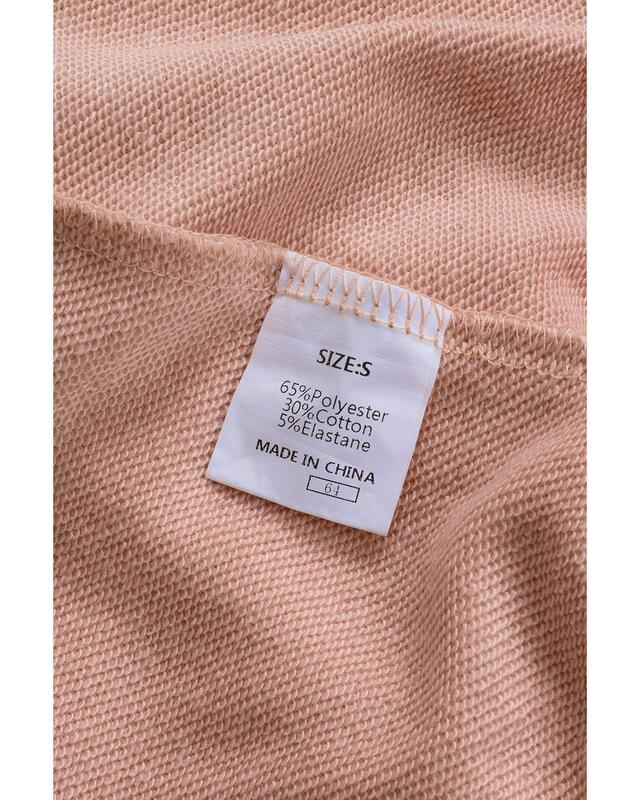 SIZE:S
65%Polyester
30%Cotton
5%Elastane
MADE IN CHINA
64